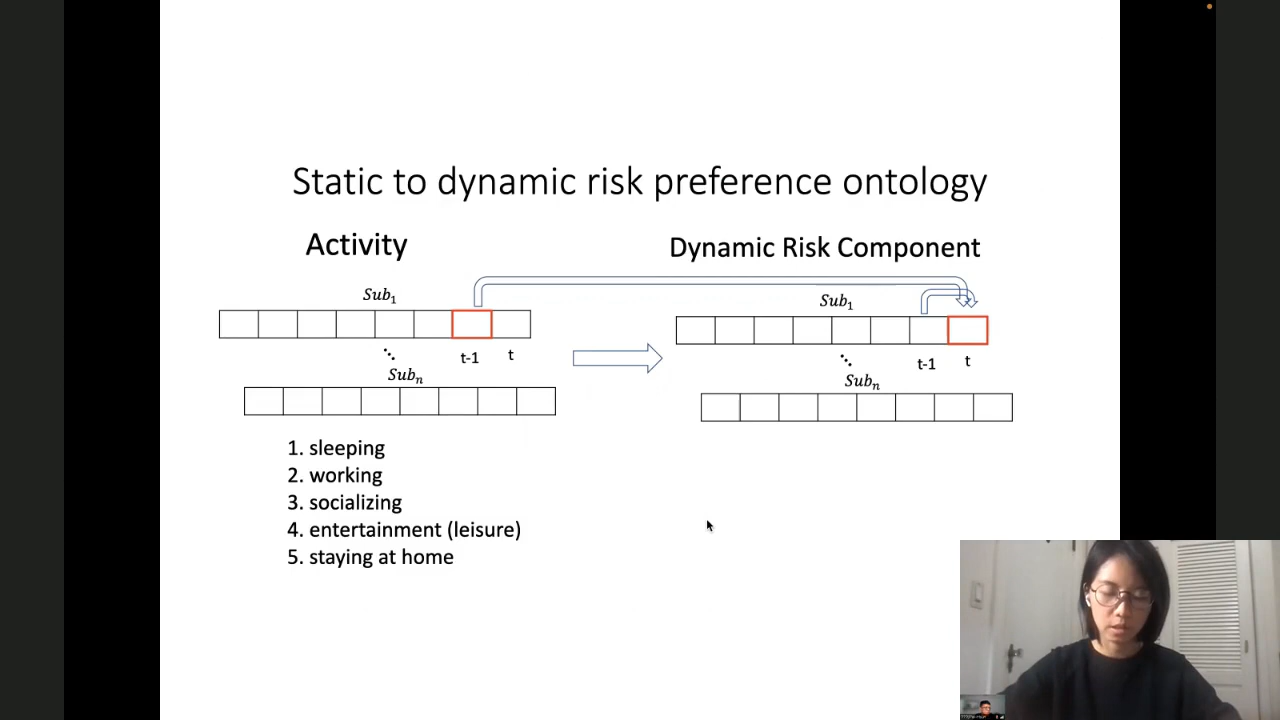 Static to dynamic risk preference ontology
Activity
Dynamic Risk Component
Sub₁
Sub₁
t-1
t
t-1
t
Subₙ
Subₙ
1. sleeping
2. working
3. socializing
4. entertainment (leisure)
5. staying at home